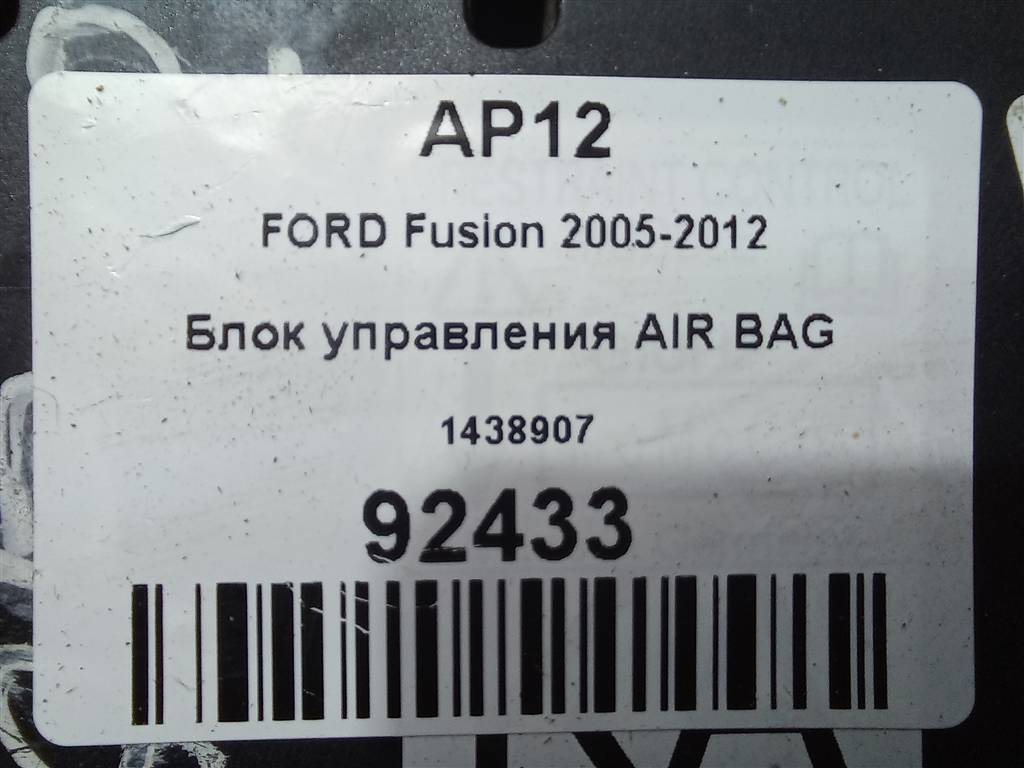 AP12
FORD Fusion 2005-2012
Блок управления AIR BAG
1438907
92433